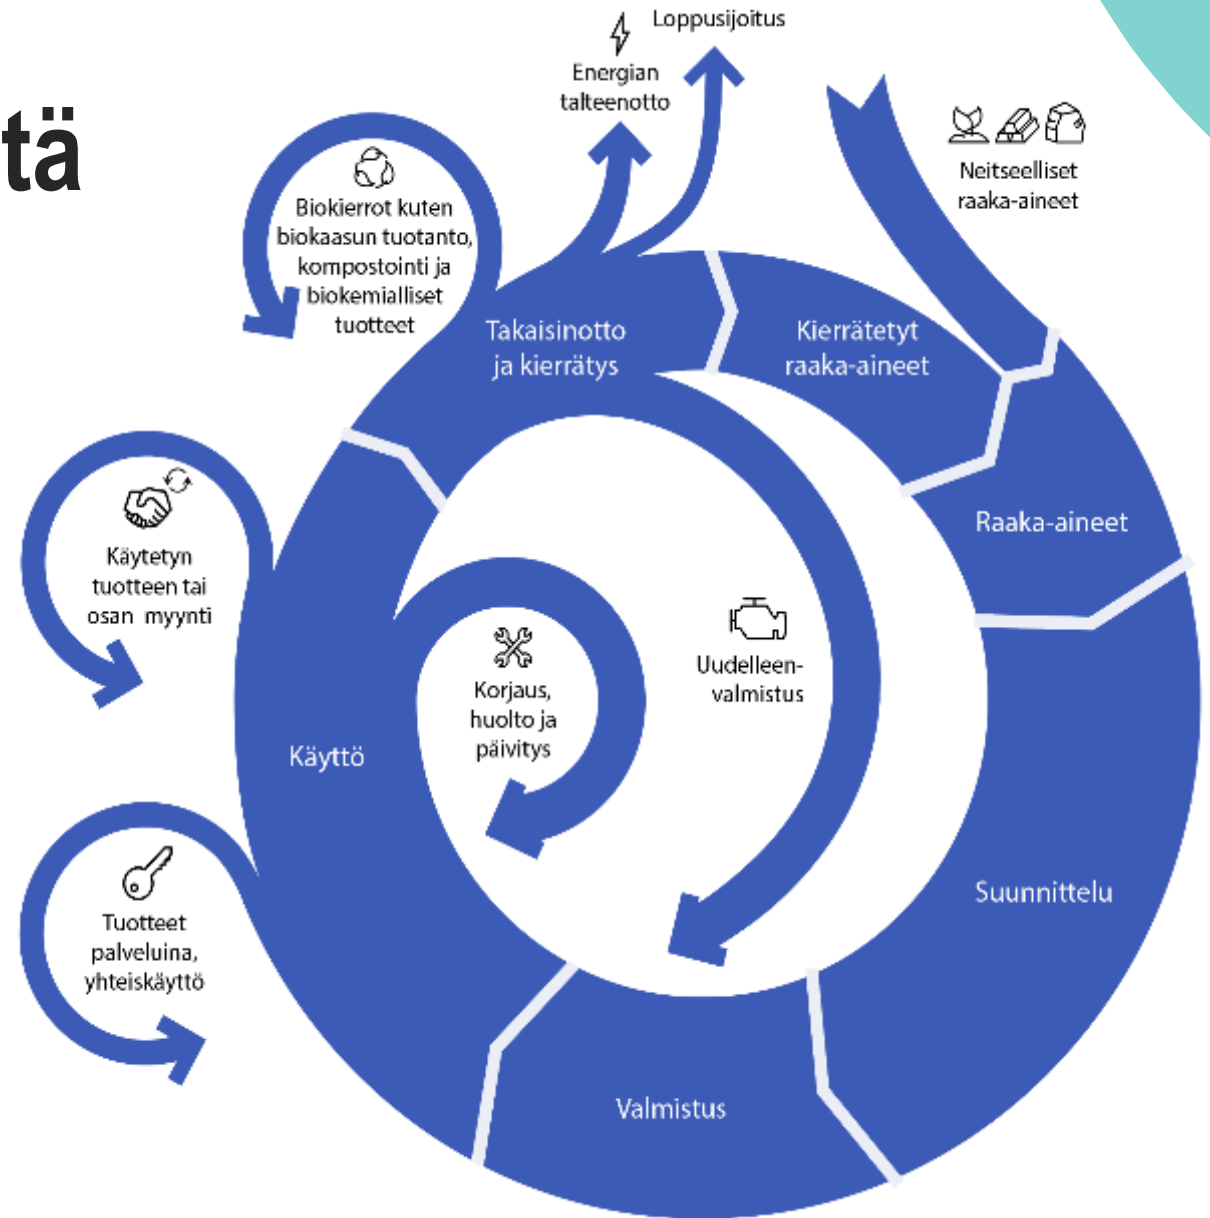 tä
Loppusijoitus
Energian
talteenotto
Neitseelliset
raaka-aineet
Biokierrot kuten
biokaasun tuotanto,
kompostointi ja
biokemialliset
tuotteet
Takaisinotto
ja kierrätys
Kierrätetyt
raaka-aineet
Raaka-aineet
Käytetyn
tuotteen tai
osan myynti
Korjaus,
huolto ja
päivitys
Uudelleen-
valmistus
Käyttö
Suunnittelu
Tuotteet
palveluina,
yhteiskäyttö
Valmistus